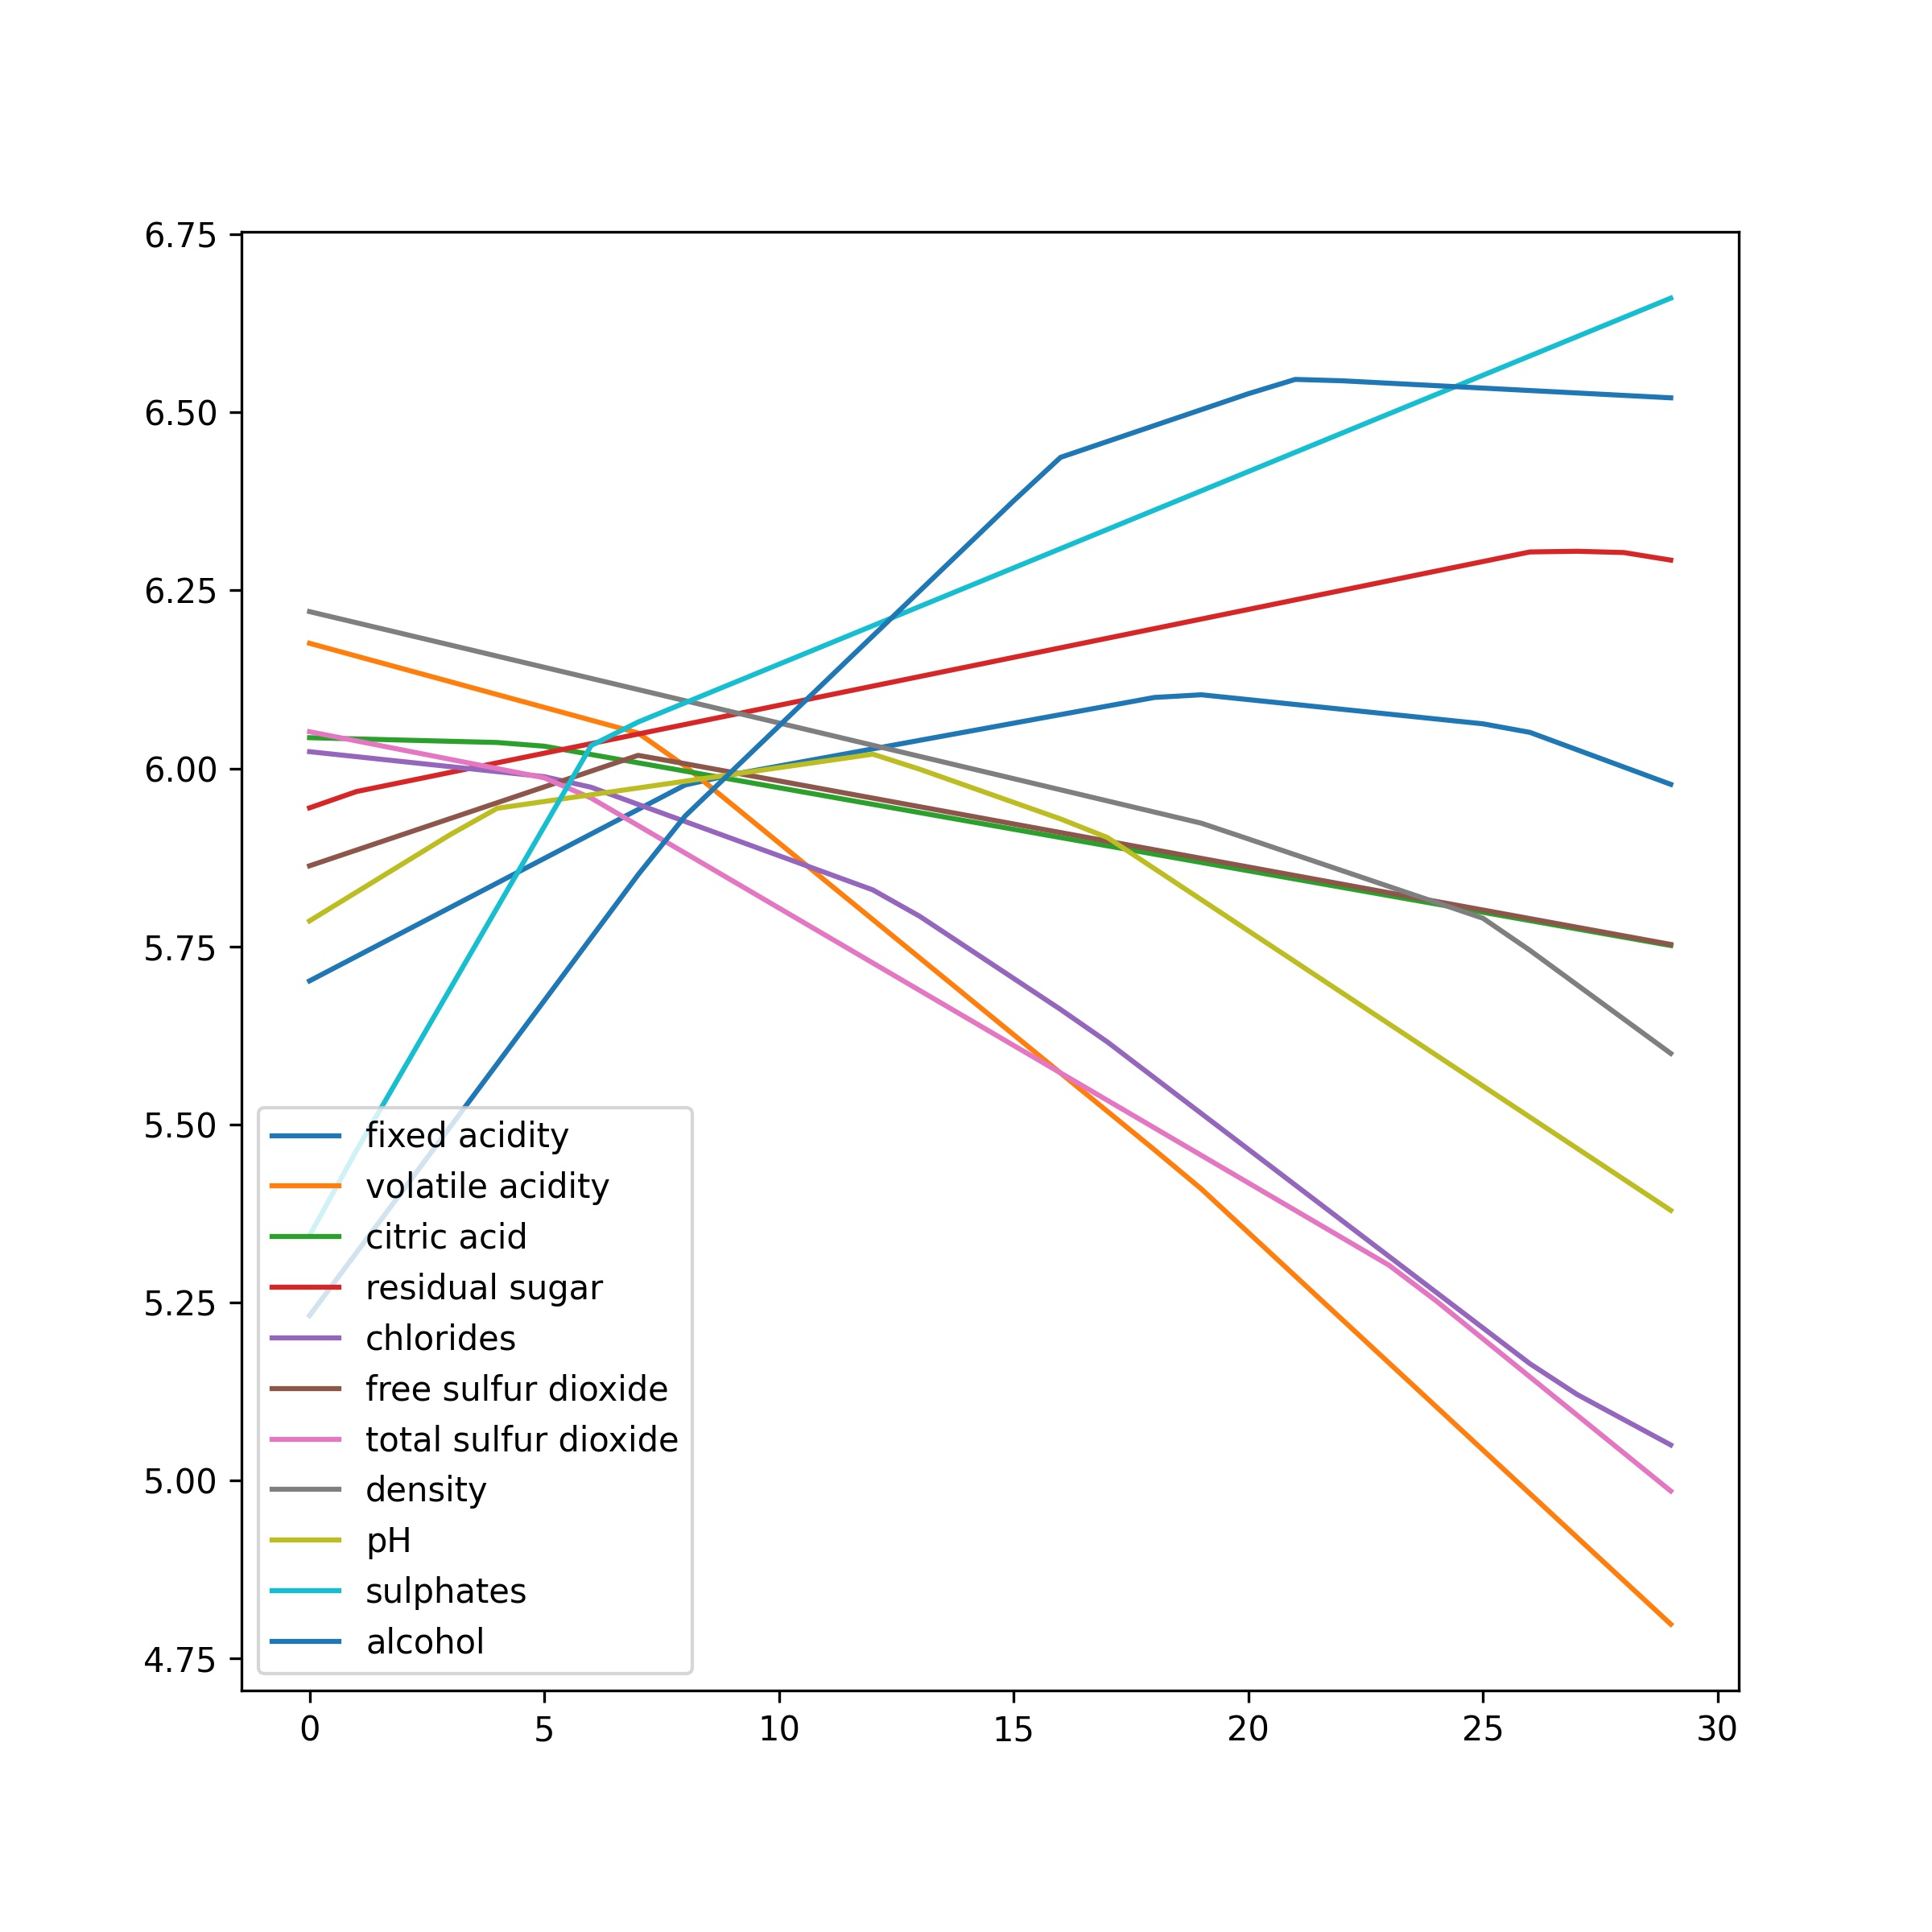 6.75
6.50
6.25
6.00
5.75
5.50
5.25
5.00
4.75
fixed acidity
volatile acidity
citric acid
residual sugar
chlorides
free sulfur dioxide
total sulfur dioxide
density
pH
sulphates
alcohol
0 5 10 15 20 25 30